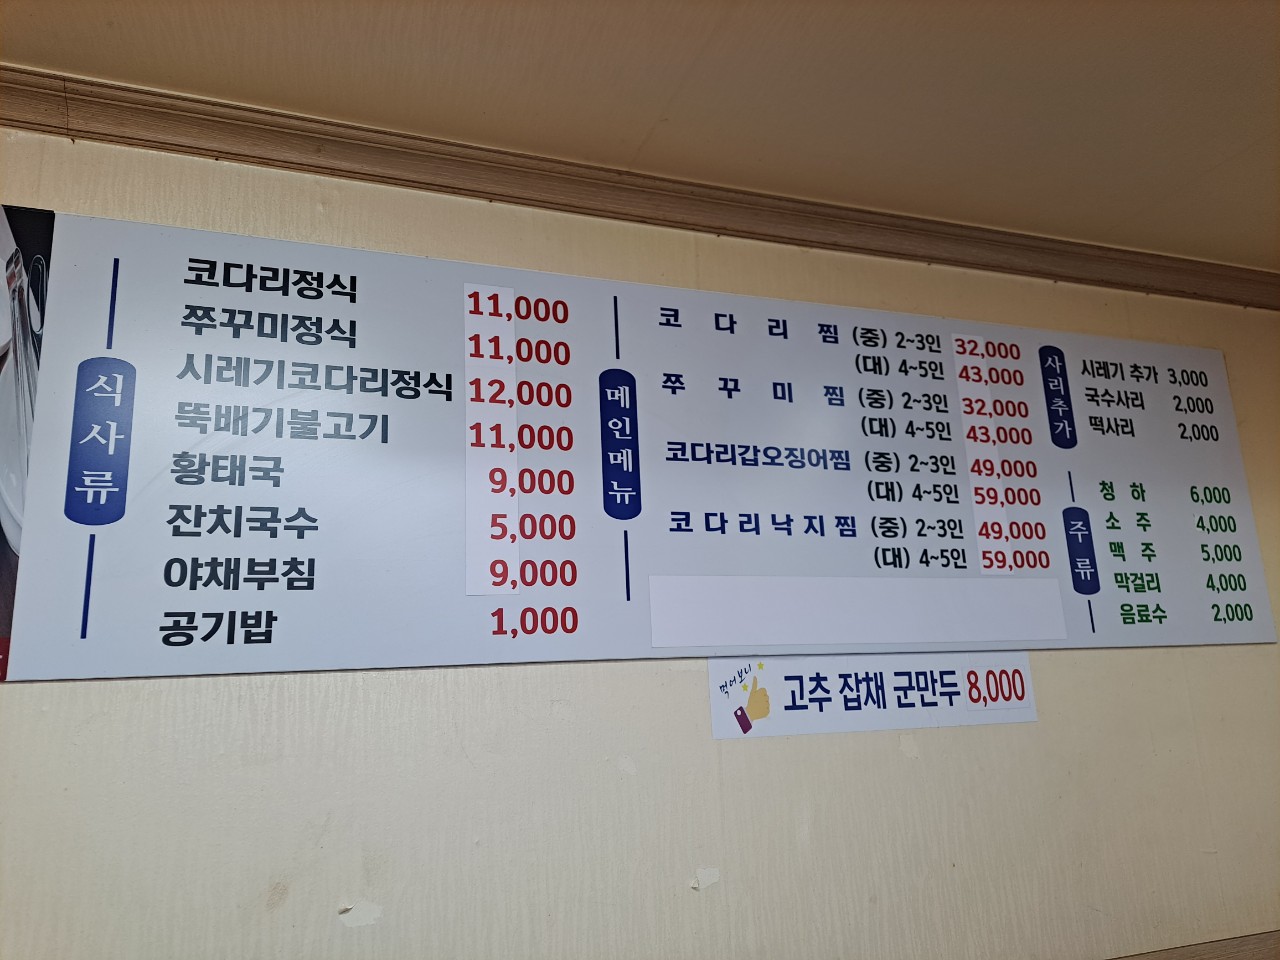 식사류
코다리정식 11,000
쭈꾸미정식 11,000
시레기코다리정식 12,000
뚝배기불고기 11,000
황태국 9,000
잔치국수 5,000
야채부침 9,000
공기밥 1,000
메인메뉴
코다리찜 (중) 2~3인 32,000
(대) 4~5인 43,000
쭈꾸미찜 (중) 2~3인 32,000
(대) 4~5인 43,000
코다리갑오징어찜 (중) 2~3인 49,000
(대) 4~5인 59,000
코다리낙지찜 (중) 2~3인 49,000
(대) 4~5인 59,000
사리추가
시레기 추가 3,000
국수사리 2,000
떡사리 2,000
주류
청하 6,000
소주 4,000
맥주 5,000
막걸리 4,000
음료수 2,000
먹어보니
고추 잡채 군만두 8,000